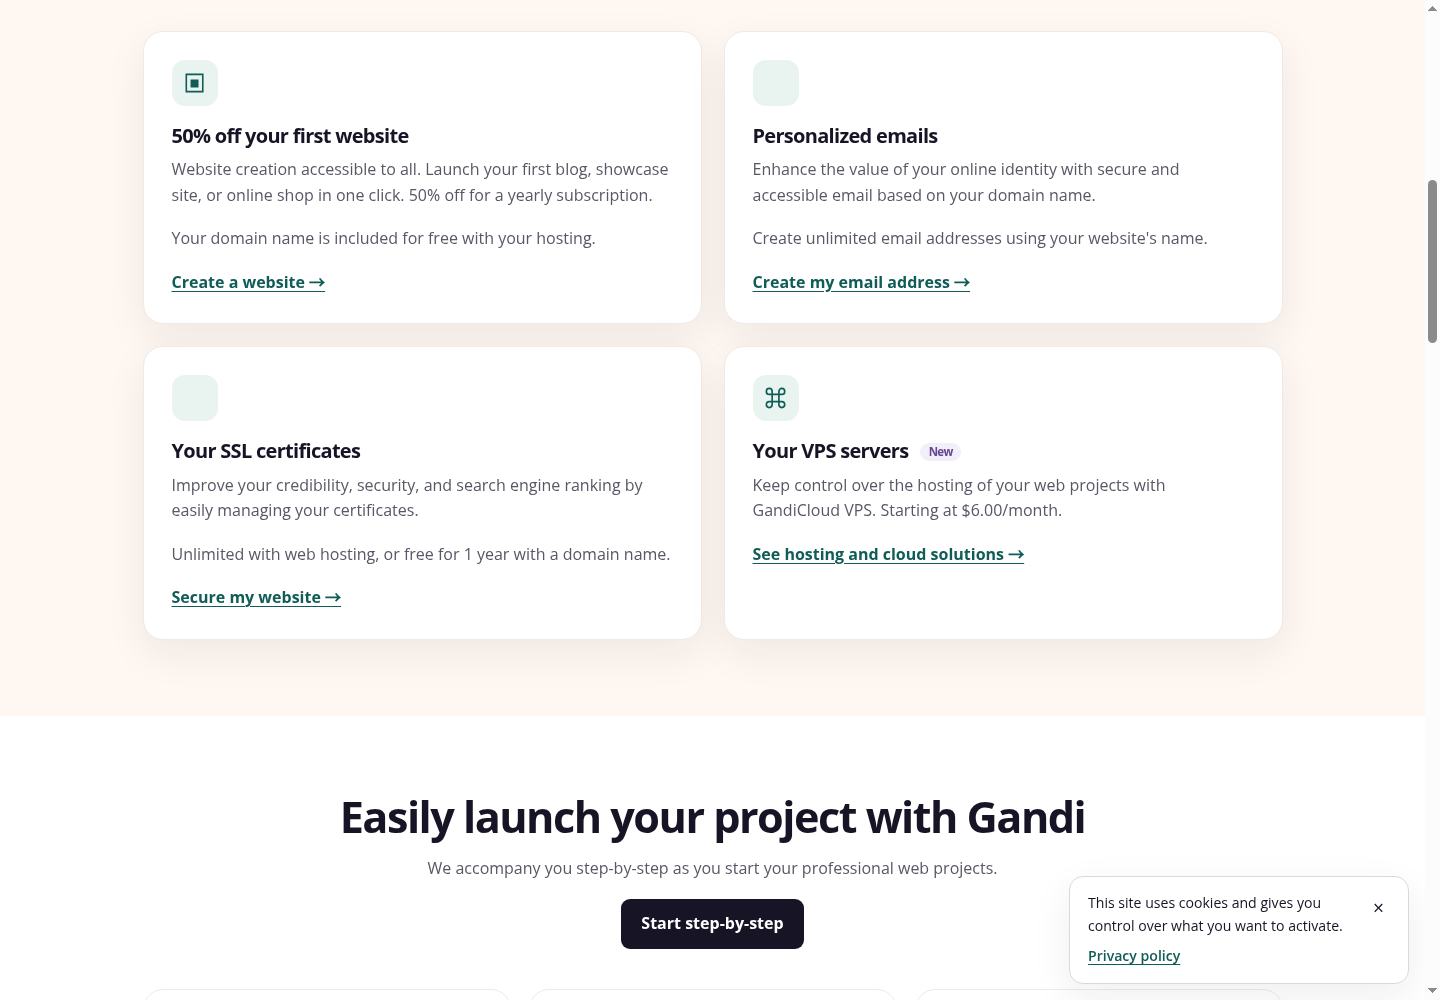 50% off your first website
Website creation accessible to all. Launch your first blog, showcase
site, or online shop in one click. 50% off for a yearly subscription.
Your domain name is included for free with your hosting.
Create a website →
Personalized emails
Enhance the value of your online identity with secure and
accessible email based on your domain name.
Create unlimited email addresses using your website's name.
Create my email address →
Your SSL certificates
Improve your credibility, security, and search engine ranking by
easily managing your certificates.
Unlimited with web hosting, or free for 1 year with a domain name.
Secure my website →
Your VPS servers New
Keep control over the hosting of your web projects with
GandiCloud VPS. Starting at $6.00/month.
See hosting and cloud solutions →
Easily launch your project with Gandi
We accompany you step-by-step as you start your professional web projects.
Start step-by-step
This site uses cookies and gives you
control over what you want to activate.
Privacy policy